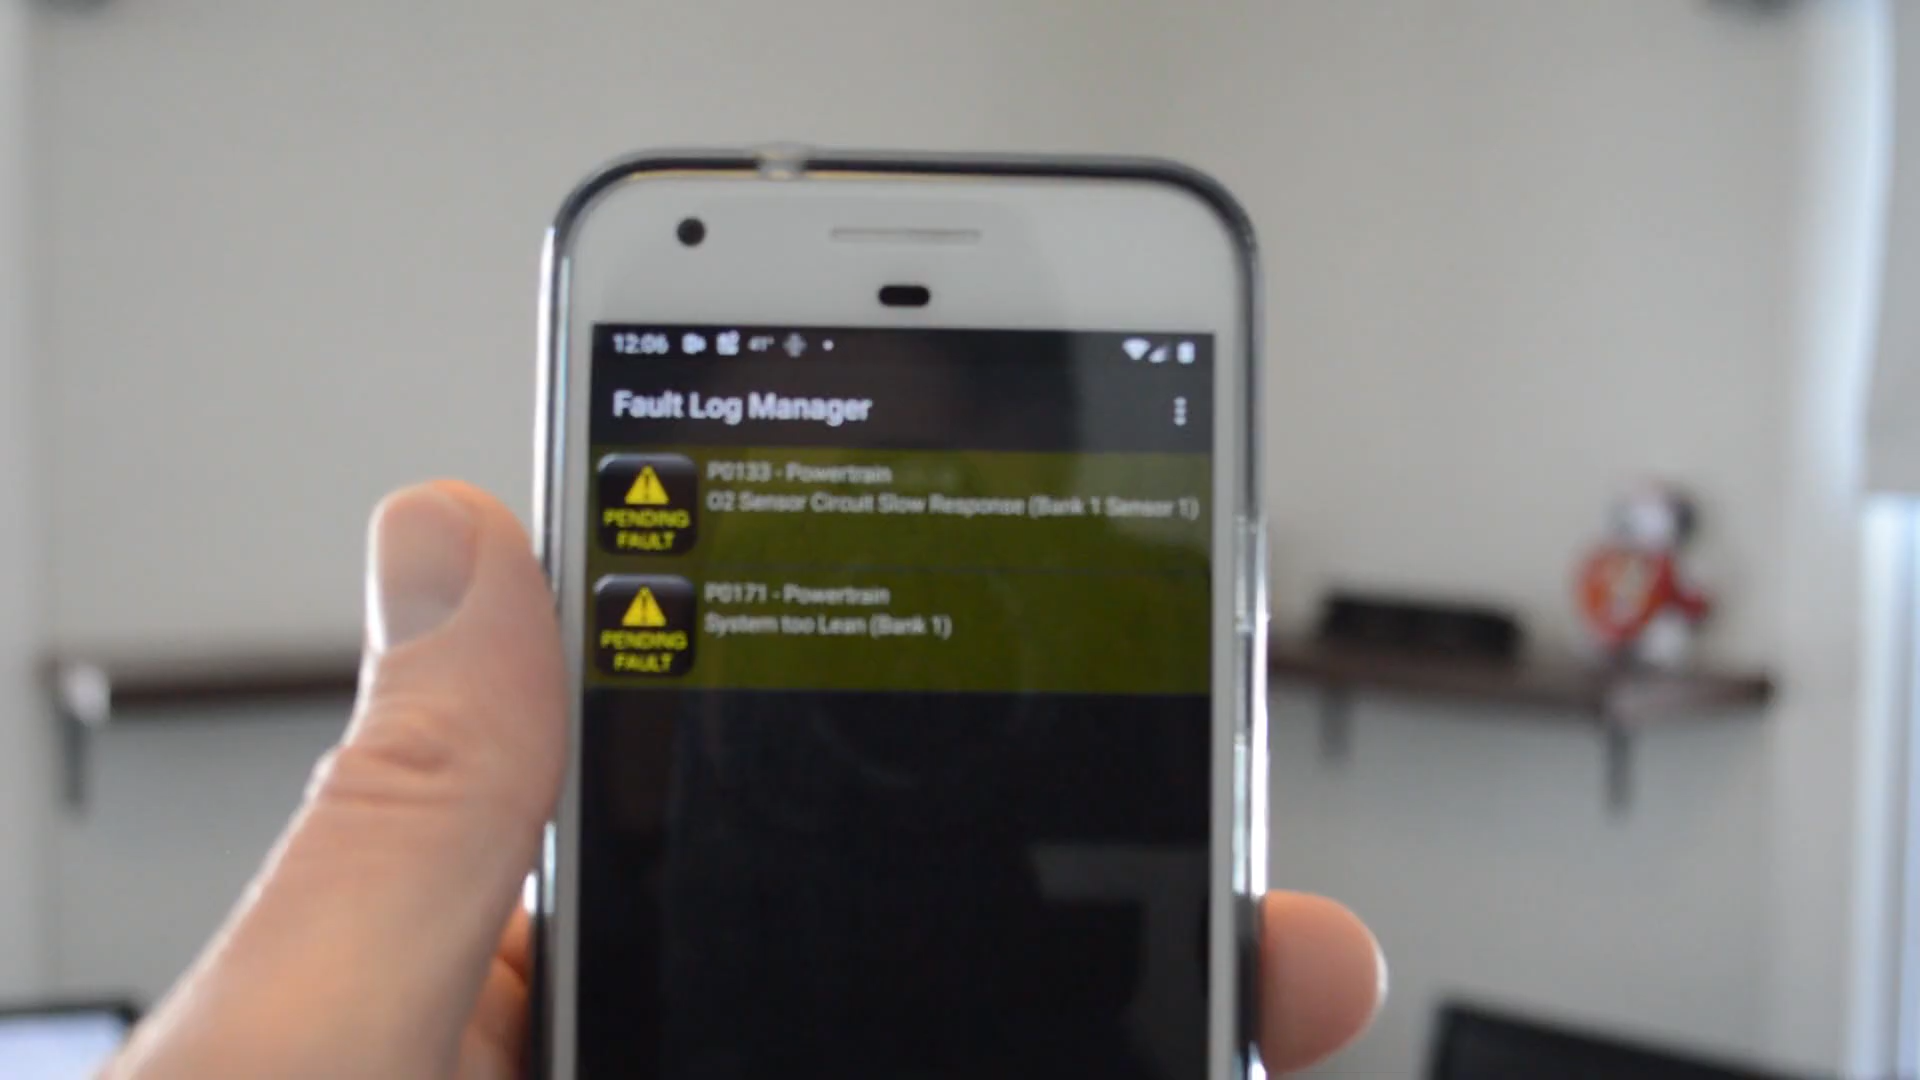 12:06 41°
Fault Log Manager
PENDING
FAULT
P0133 - Powertrain
O2 Sensor Circuit Slow Response (Bank 1 Sensor 1)
PENDING
FAULT
P0171 - Powertrain
System too Lean (Bank 1)